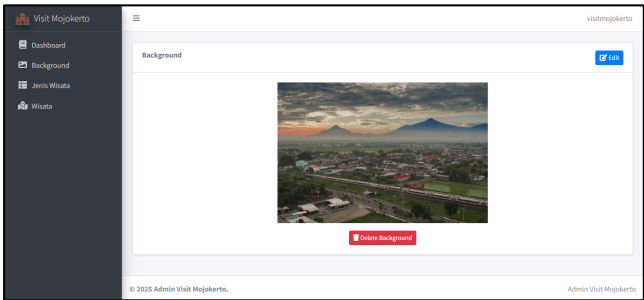 Visit Mojokerto
visitmojokerto
Dashboard
Background
Jenis Wisata
Wisata
Background
Edit
Delete Background
© 2025 Admin Visit Mojokerto.
Admin Visit Mojokerto